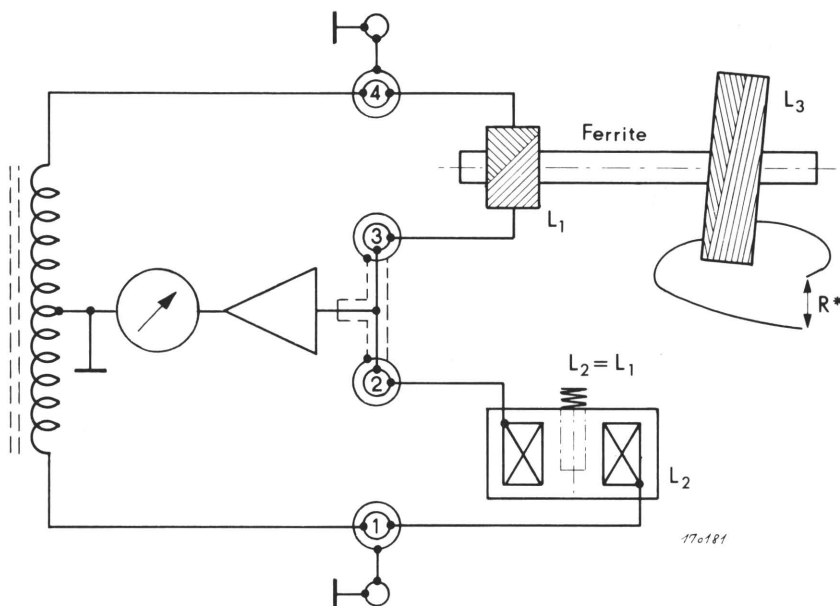 4
L₃
Ferrite
L₁
3
R*
2
L₂ = L₁
L₂
1
170181